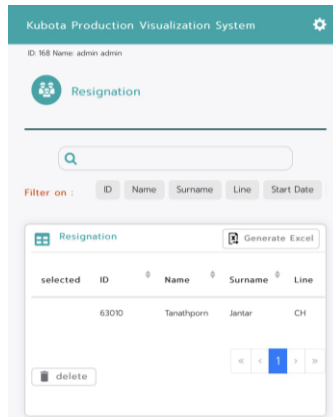 Kubota Production Visualization System
ID: 168 Name: admin admin
Resignation
Filter on : ID Name Surname Line Start Date
Resignation Generate Excel
selected ID Name Surname Line
63010 Tanathporn Jantar CH
« < 1 > »
delete